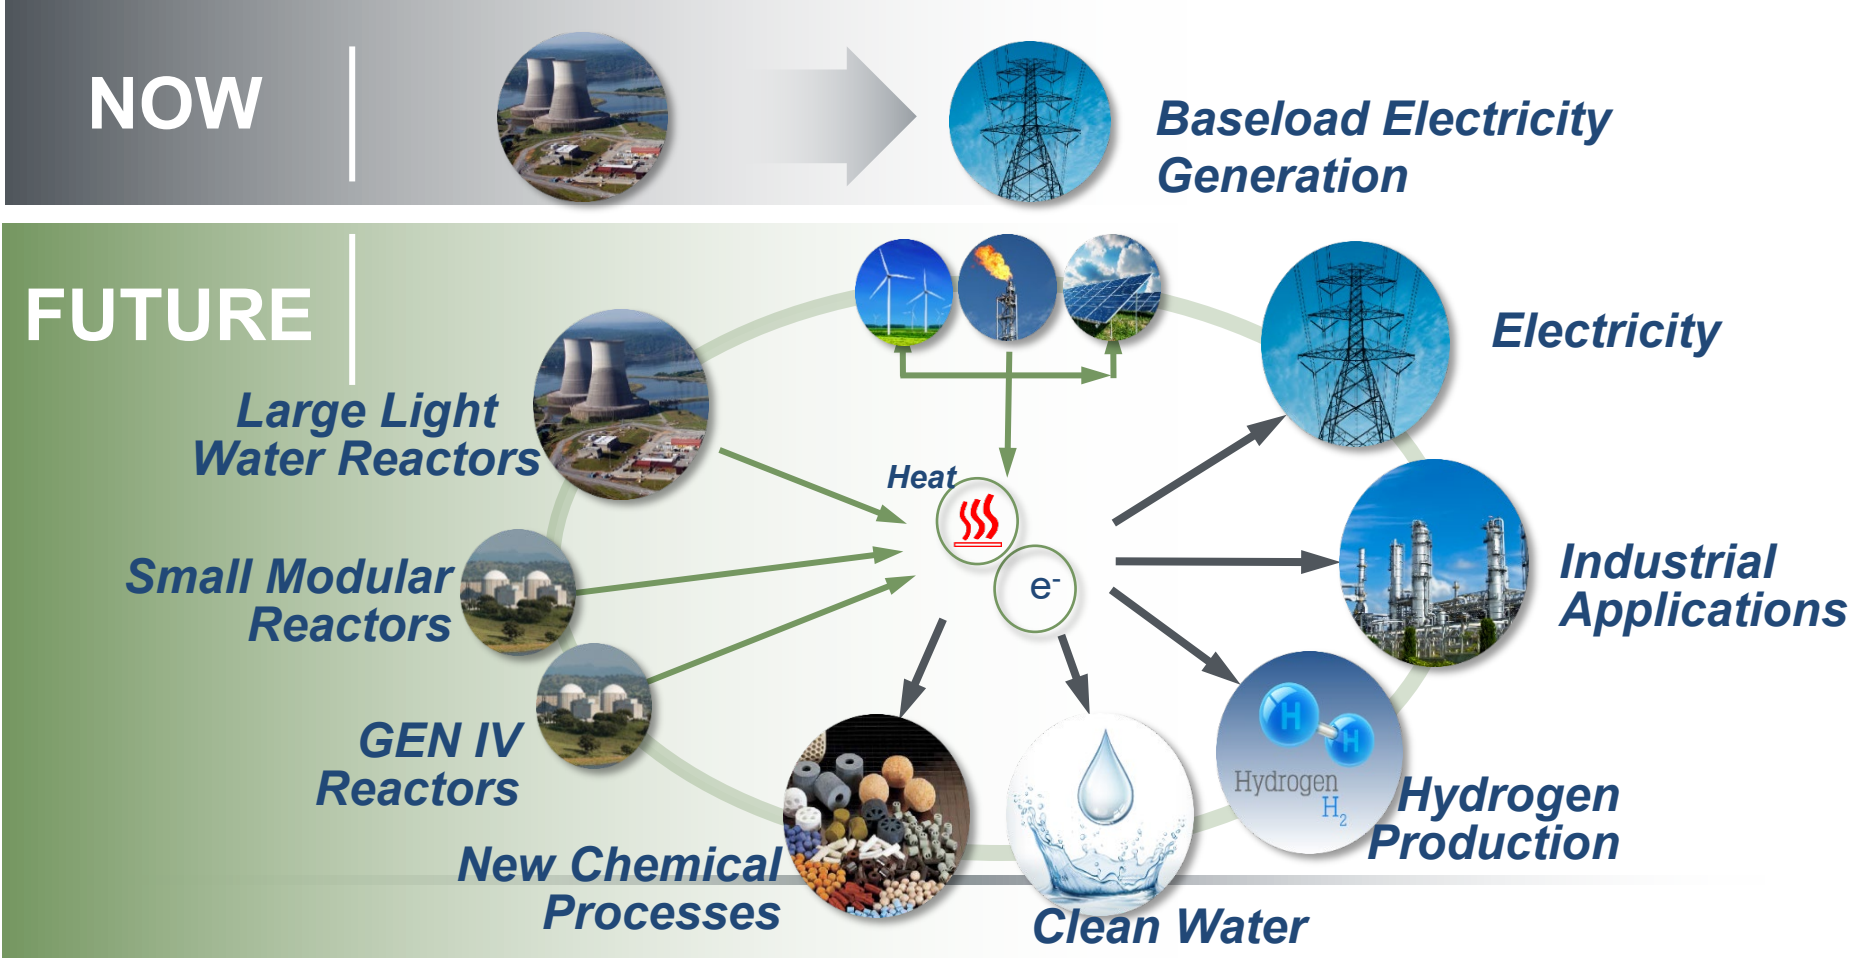 NOW
Baseload Electricity
Generation
FUTURE
Electricity
Large Light
Water Reactors
Heat
e-
Small Modular
Reactors
Industrial
Applications
GEN IV
Reactors
H
H
Hydrogen
H2
Hydrogen
Production
New Chemical
Processes
Clean Water